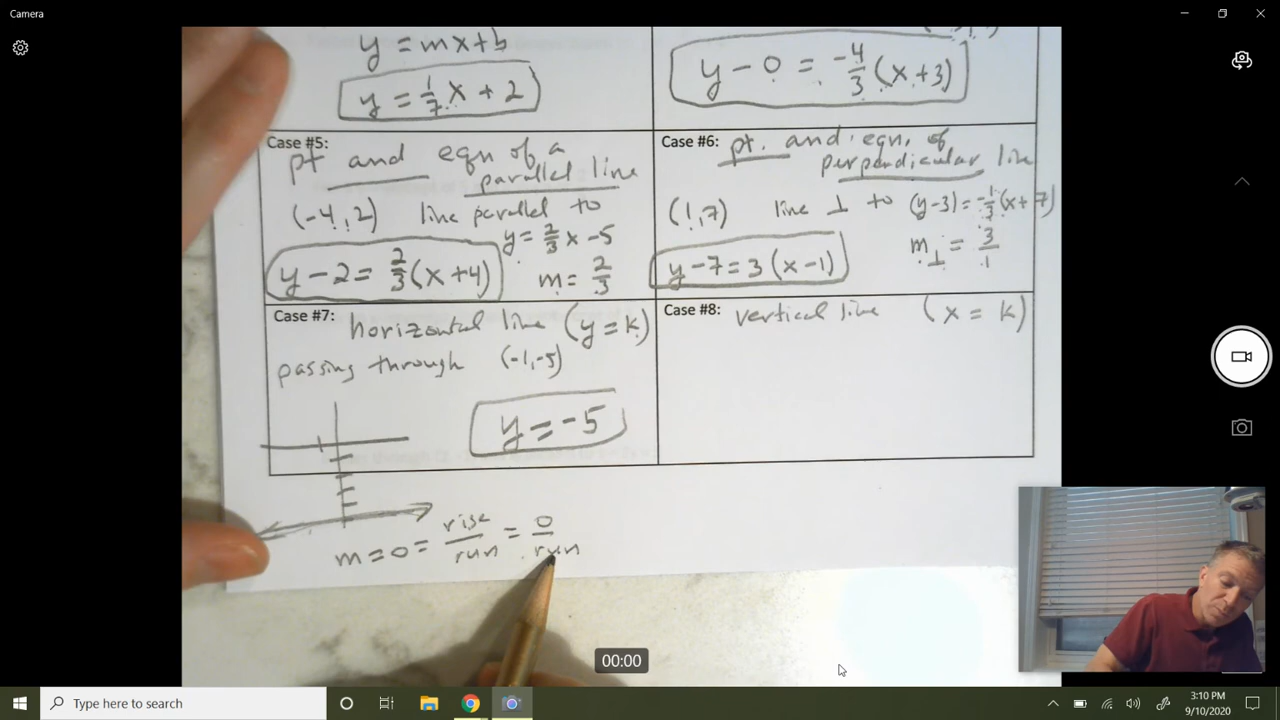 Camera
y = mx+b
y = 1/7 x + 2
y - 0 = -4/3 (x+3)
Case #5:
pt and eqn of a
parallel line
(-4,2) line parallel to
y = 2/3 x - 5
y - 2 = 2/3 (x+4)
m = 2/3
Case #6: pt. and eqn. of
perpendicular line
(1,7) line ⊥ to (y-3) = -1/3 (x+7)
m⊥ = 3/1
y - 7 = 3 (x-1)
Case #7: horizontal line (y = k)
passing through (-1,-5)
y = -5
m = 0 = rise/run = 0/run
Case #8: vertical line (x = k)
00:00
Type here to search
3:10 PM
9/10/2020